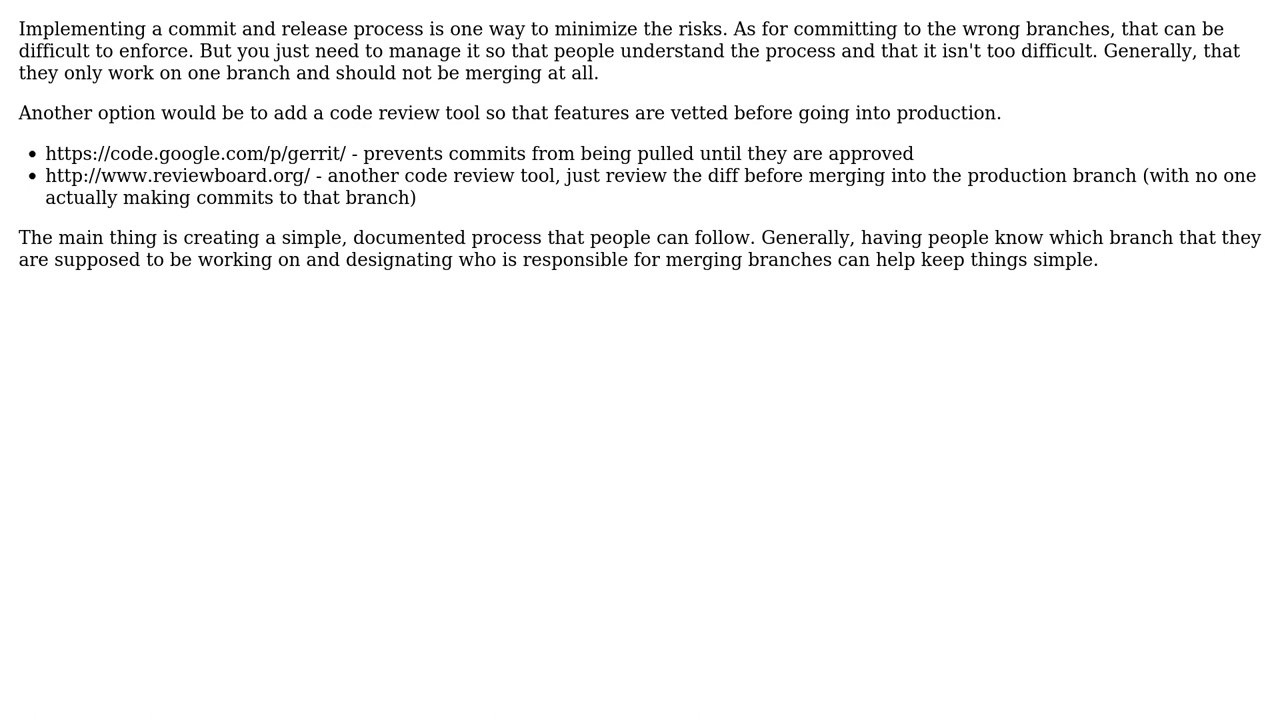 Implementing a commit and release process is one way to minimize the risks. As for committing to the wrong branches, that can be
difficult to enforce. But you just need to manage it so that people understand the process and that it isn't too difficult. Generally, that
they only work on one branch and should not be merging at all.
Another option would be to add a code review tool so that features are vetted before going into production.
• https://code.google.com/p/gerrit/ - prevents commits from being pulled until they are approved
• http://www.reviewboard.org/ - another code review tool, just review the diff before merging into the production branch (with no one
actually making commits to that branch)
The main thing is creating a simple, documented process that people can follow. Generally, having people know which branch that they
are supposed to be working on and designating who is responsible for merging branches can help keep things simple.